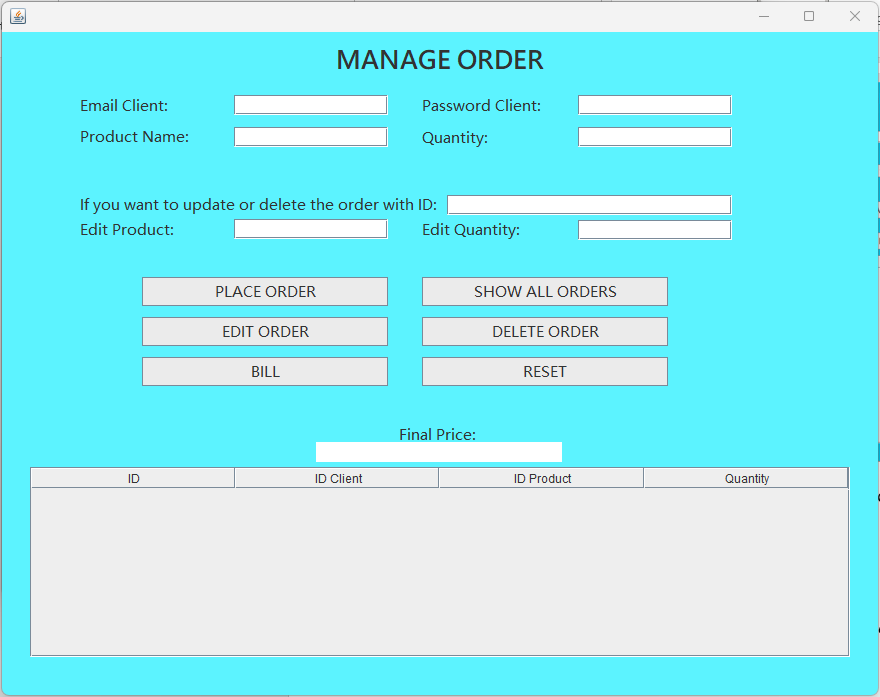 MANAGE ORDER
Email Client: Password Client:
Product Name: Quantity:
If you want to update or delete the order with ID:
Edit Product: Edit Quantity:
PLACE ORDER SHOW ALL ORDERS
EDIT ORDER DELETE ORDER
BILL RESET
Final Price:
ID ID Client ID Product Quantity